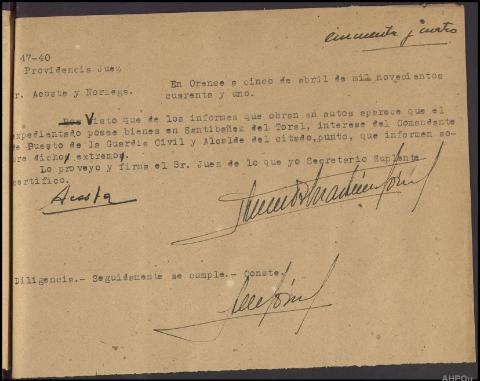 cincuenta y cuatro
47-40
Providencia Juez
r. Acosta y Noriega.
En Orense a cinco de abril de mil novecientos
cuarenta y uno.
Visto que de los informes que obran en autos aparece que el
expedientado posee bienes en Santibañez del Toral, interese del Comandante
de Puesto de la Guardia Civil y Alcalde del citado, punto, que informen so-
bre dicho extremo.
Lo proveyo y firma el Sr. Juez de lo que yo Secretario Suplente
certifico.
Acosta
Diligencia.- Seguidamente se cumple.- Conste.
AHPOu